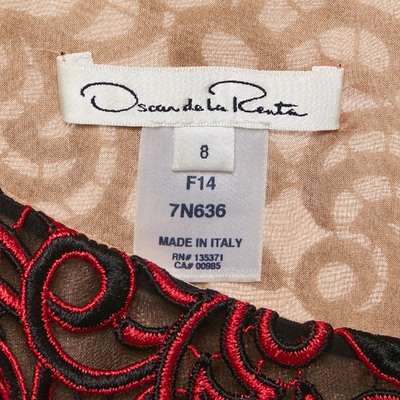 Oscar de la Renta
8
F14
7N636
MADE IN ITALY
RN# 135371
CA# 00985